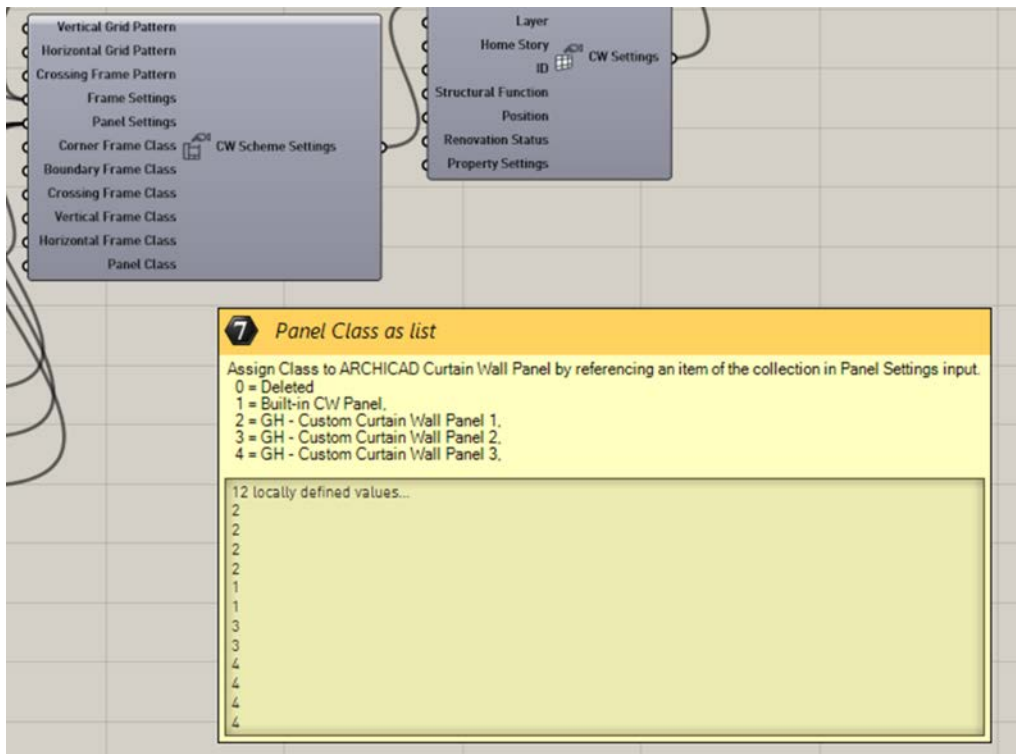 Vertical Grid Pattern
Horizontal Grid Pattern
Crossing Frame Pattern
Frame Settings
Panel Settings
Corner Frame Class
Boundary Frame Class
Crossing Frame Class
Vertical Frame Class
Horizontal Frame Class
Panel Class
CW Scheme Settings
Layer
Home Story
ID
Structural Function
Position
Renovation Status
Property Settings
CW Settings
7 Panel Class as list
Assign Class to ARCHICAD Curtain Wall Panel by referencing an item of the collection in Panel Settings input.
0 = Deleted
1 = Built-in CW Panel,
2 = GH - Custom Curtain Wall Panel 1,
3 = GH - Custom Curtain Wall Panel 2,
4 = GH - Custom Curtain Wall Panel 3,
12 locally defined values...
2
2
2
2
1
1
3
3
4
4
4
4